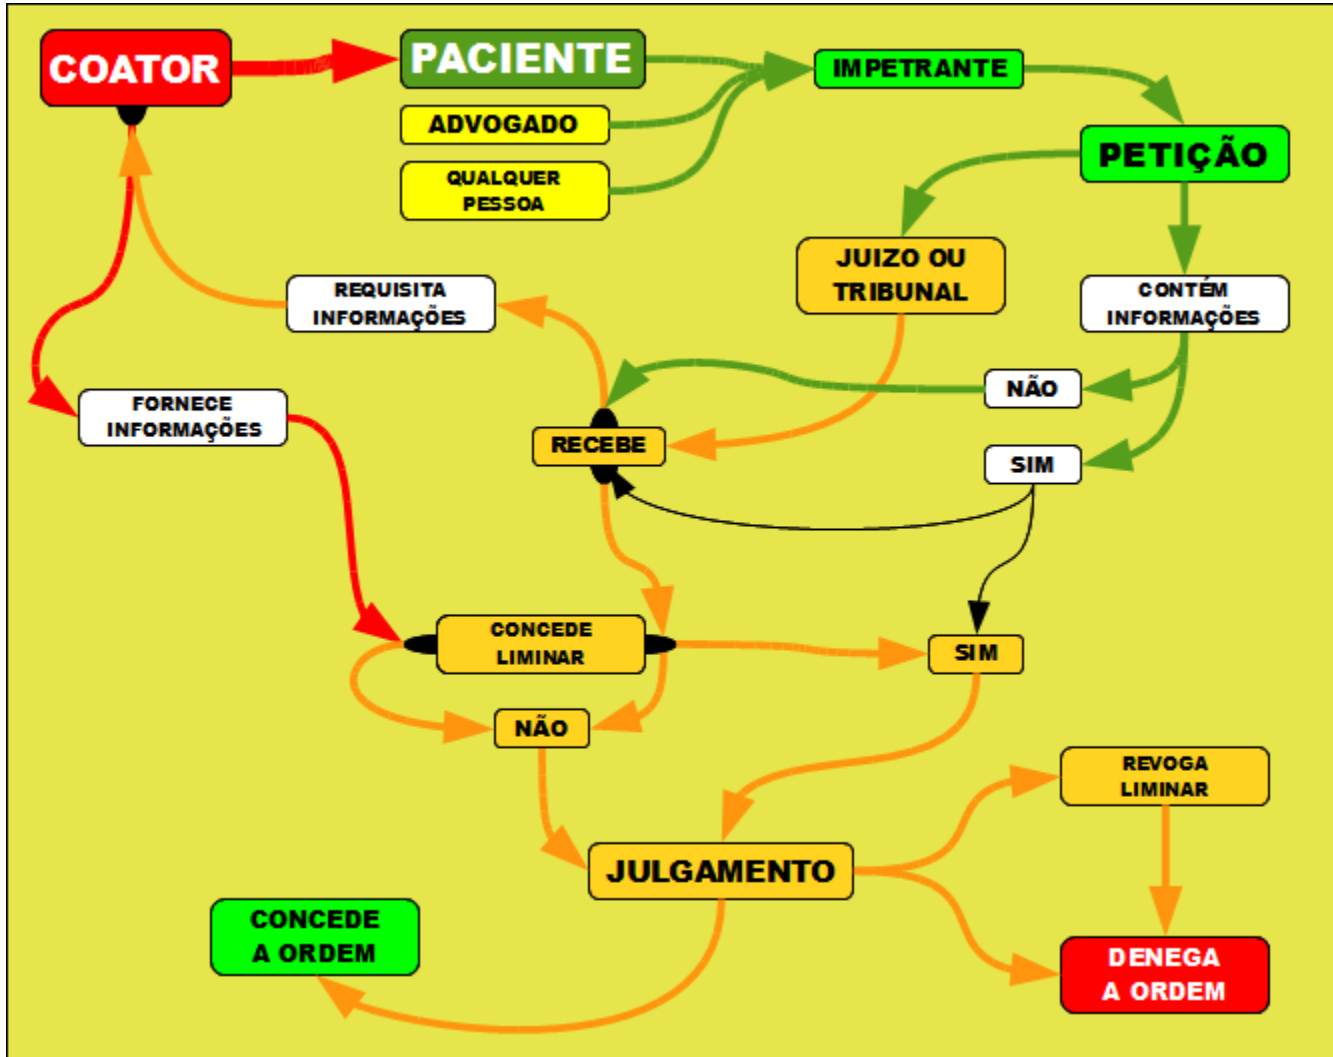 COATOR
PACIENTE
IMPETRANTE
ADVOGADO
QUALQUER
PESSOA
PETIÇÃO
JUIZO OU
TRIBUNAL
REQUISITA
INFORMAÇÕES
CONTÉM
INFORMAÇÕES
NÃO
FORNECE
INFORMAÇÕES
RECEBE
SIM
CONCEDE
LIMINAR
SIM
NÃO
REVOGA
LIMINAR
JULGAMENTO
CONCEDE
A ORDEM
DENEGA
A ORDEM